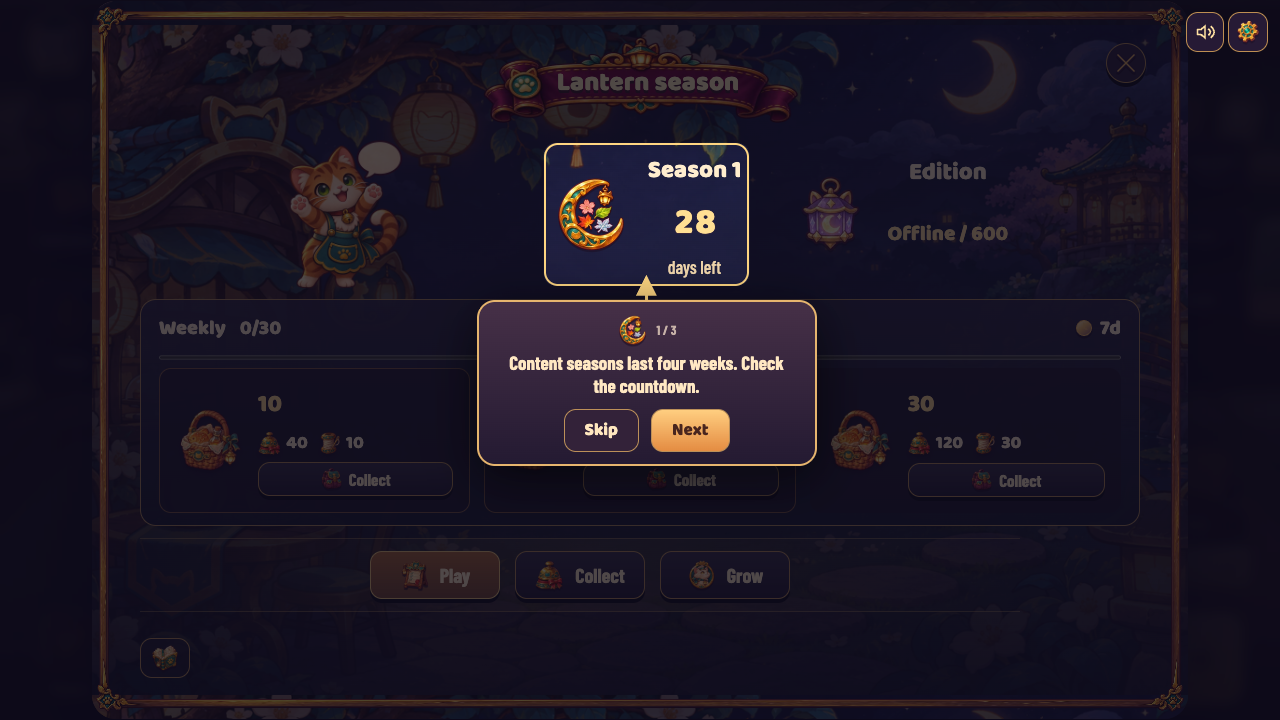 Lantern season
Season 1
28
days left
Edition
Offline / 600
Weekly 0/30
7d
1 / 3
Content seasons last four weeks. Check
the countdown.
Skip
Next
10
40 10
Collect
Collect
30
120 30
Collect
Play
Collect
Grow